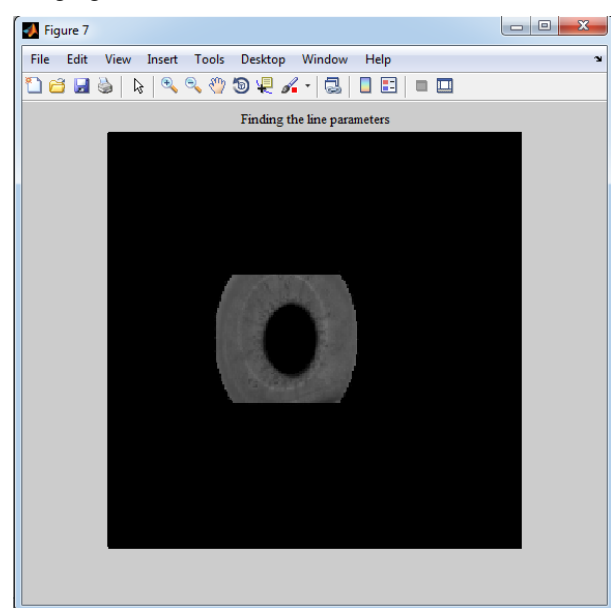 Figure 7
File Edit View Insert Tools Desktop Window Help
Finding the line parameters